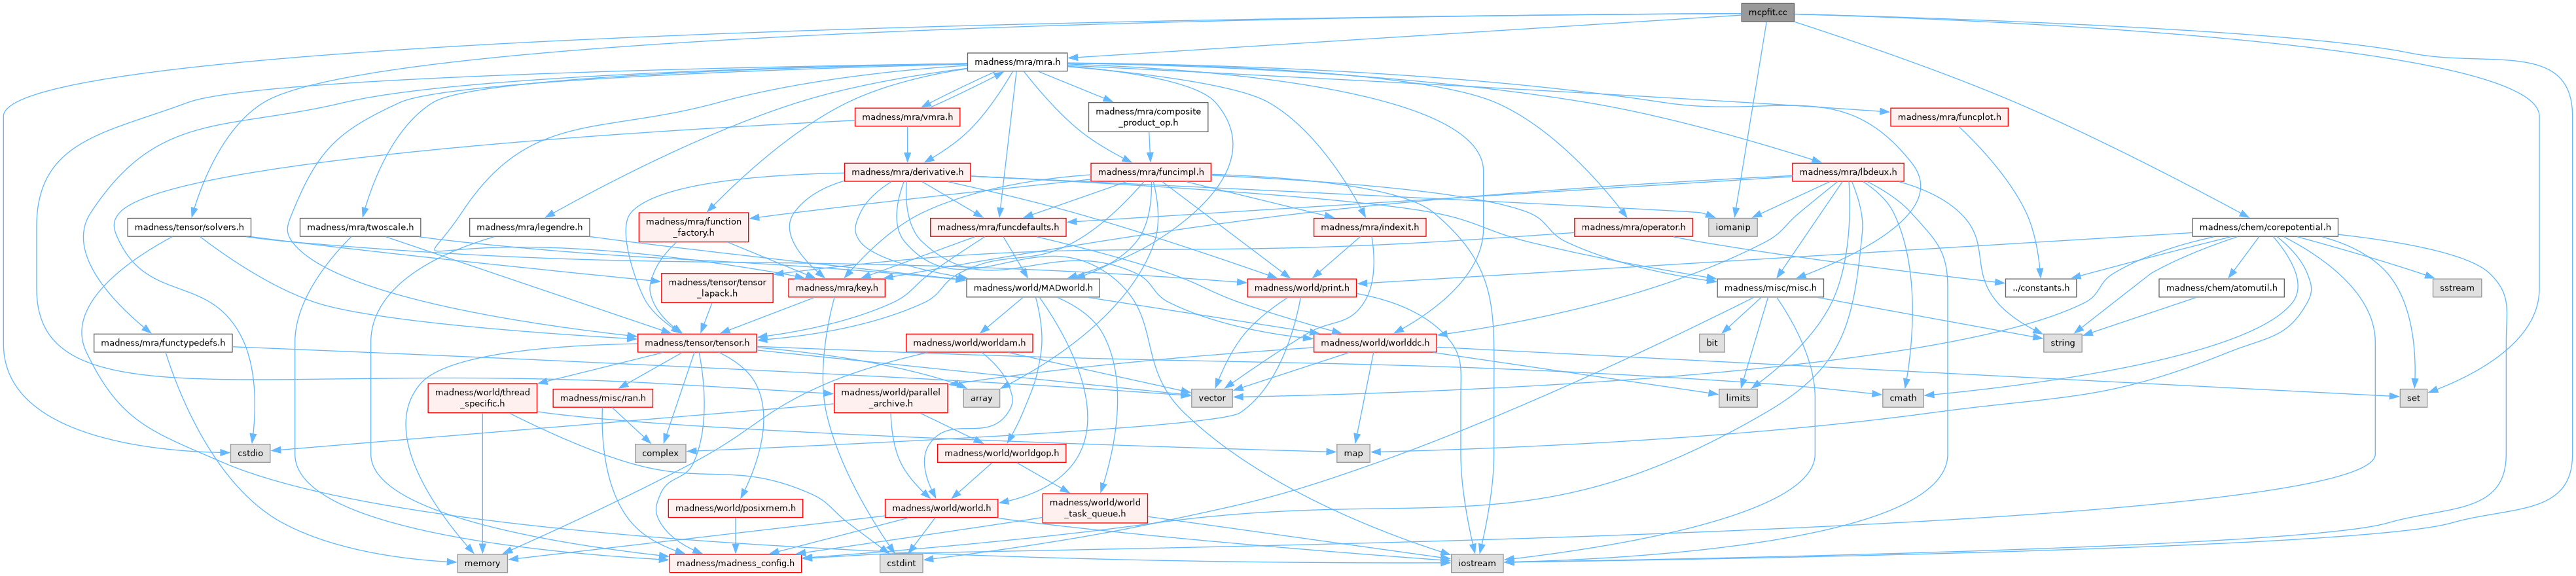 mcpfit.cc
madness/mra/mra.h
madness/mra/vmra.h
madness/mra/composite
_product_op.h
madness/mra/funcplot.h
madness/mra/derivative.h
madness/mra/funcimpl.h
madness/mra/lbdeux.h
madness/tensor/solvers.h
madness/mra/twoscale.h
madness/mra/legendre.h
madness/mra/function
_factory.h
madness/mra/funcdefaults.h
iomanip
madness/mra/indexit.h
madness/mra/operator.h
madness/chem/corepotential.h
madness/tensor/tensor
_lapack.h
madness/mra/key.h
madness/world/MADworld.h
madness/world/print.h
madness/misc/misc.h
../constants.h
madness/chem/atomutil.h
sstream
madness/mra/functypedefs.h
madness/tensor/tensor.h
madness/world/worldam.h
madness/world/worlddc.h
bit
string
madness/world/thread
_specific.h
madness/misc/ran.h
madness/world/parallel
_archive.h
array
vector
limits
cmath
set
cstdio
complex
madness/world/worldgop.h
map
madness/world/posixmem.h
madness/world/world.h
madness/world/world
_task_queue.h
memory
madness/madness_config.h
cstdint
iostream